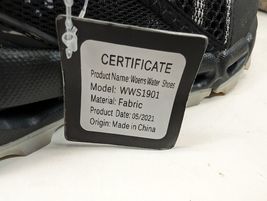 CERTIFICATE
Product Name: Woens Water Shoes
Model: WWS1901
Material: Fabric
Product Date: 05/2021
Origin: Made in China